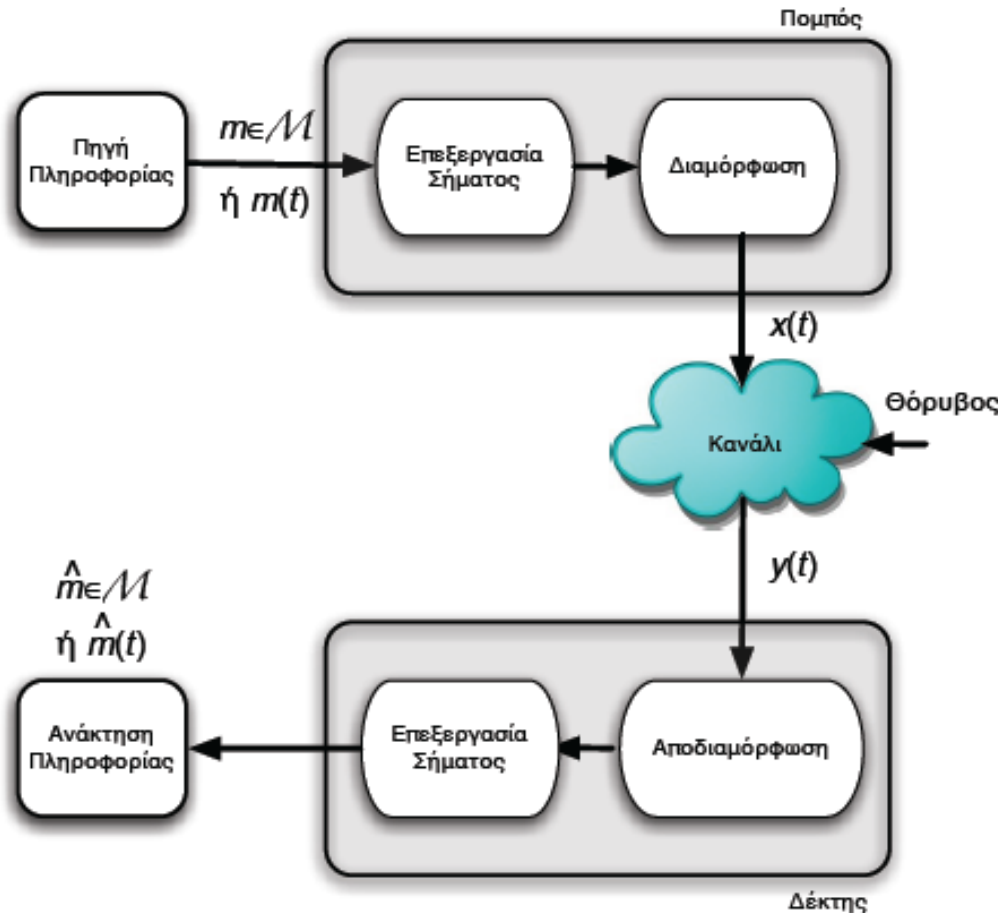 Πομπός
Πηγή
Πληροφορίας
m∈ℳ
ή m(t)
Επεξεργασία
Σήματος
Διαμόρφωση
x(t)
Θόρυβος
Κανάλι
y(t)
m̂∈ℳ
ή m̂(t)
Ανάκτηση
Πληροφορίας
Επεξεργασία
Σήματος
Αποδιαμόρφωση
Δέκτης